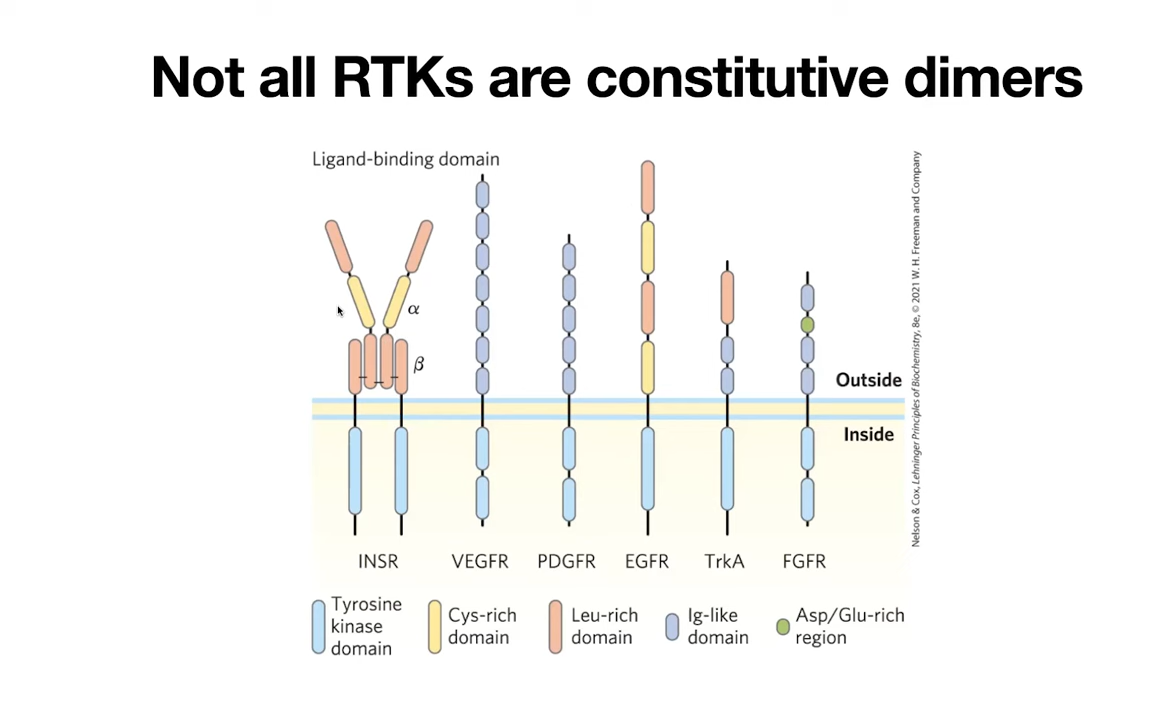 Not all RTKs are constitutive dimers
Ligand-binding domain
α
β
Outside
Inside
INSR
VEGFR
PDGFR
EGFR
TrkA
FGFR
Tyrosine
kinase
domain
Cys-rich
domain
Leu-rich
domain
Ig-like
domain
Asp/Glu-rich
region
Nelson & Cox, Lehninger Principles of Biochemistry, 8e, © 2021 W. H. Freeman and Company